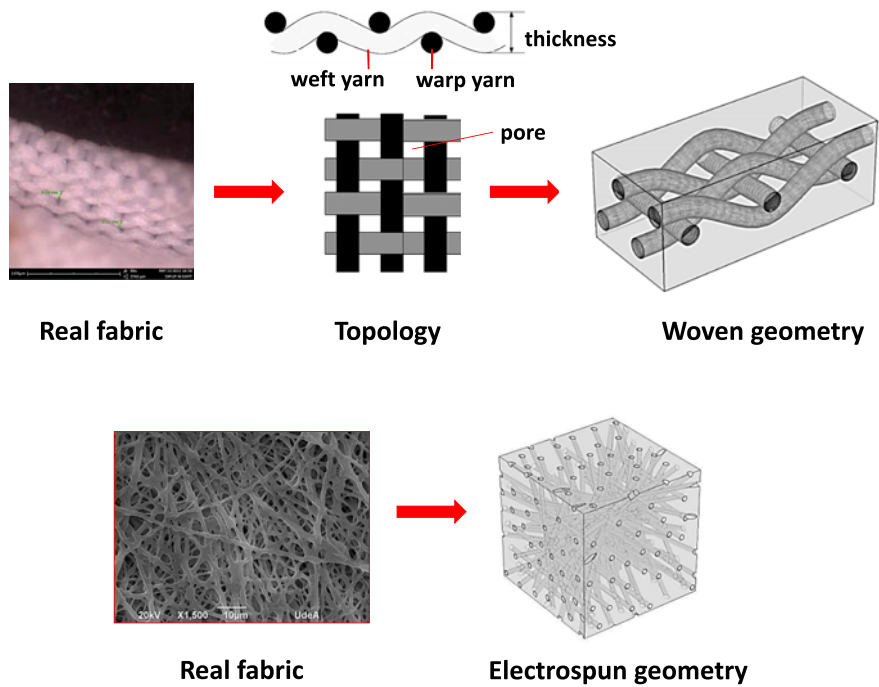 thickness
weft yarn
warp yarn
pore
Real fabric
Topology
Woven geometry
20kV X1,500 10µm UdeA
Real fabric
Electrospun geometry